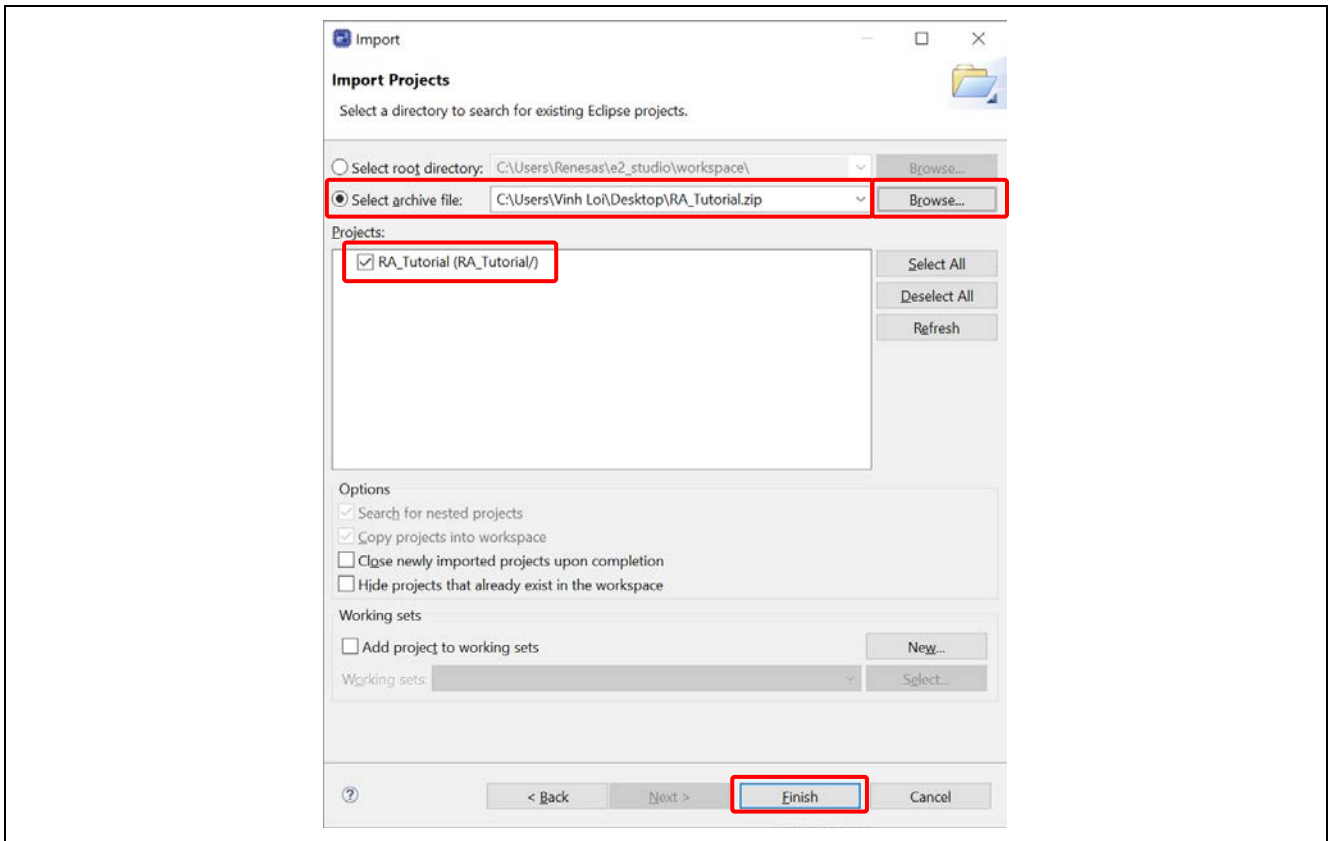 Import
Import Projects
Select a directory to search for existing Eclipse projects.
Select root directory: C:\Users\Renesas\e2_studio\workspace\ Browse...
Select archive file: C:\Users\Vinh Loi\Desktop\RA_Tutorial.zip Browse...
Projects:
RA_Tutorial (RA_Tutorial/)
Select All
Deselect All
Refresh
Options
Search for nested projects
Copy projects into workspace
Close newly imported projects upon completion
Hide projects that already exist in the workspace
Working sets
Add project to working sets New...
Working sets: Select...
? < Back Next > Finish Cancel